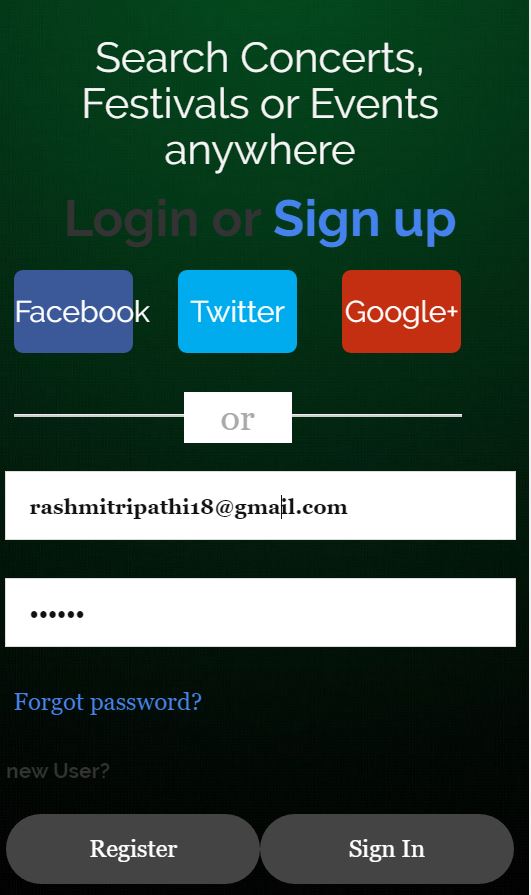 Search Concerts,
Festivals or Events
anywhere
Login or Sign up
Facebook Twitter Google+
or
rashmitripathi18@gmail.com
••••••
Forgot password?
new User?
Register Sign In